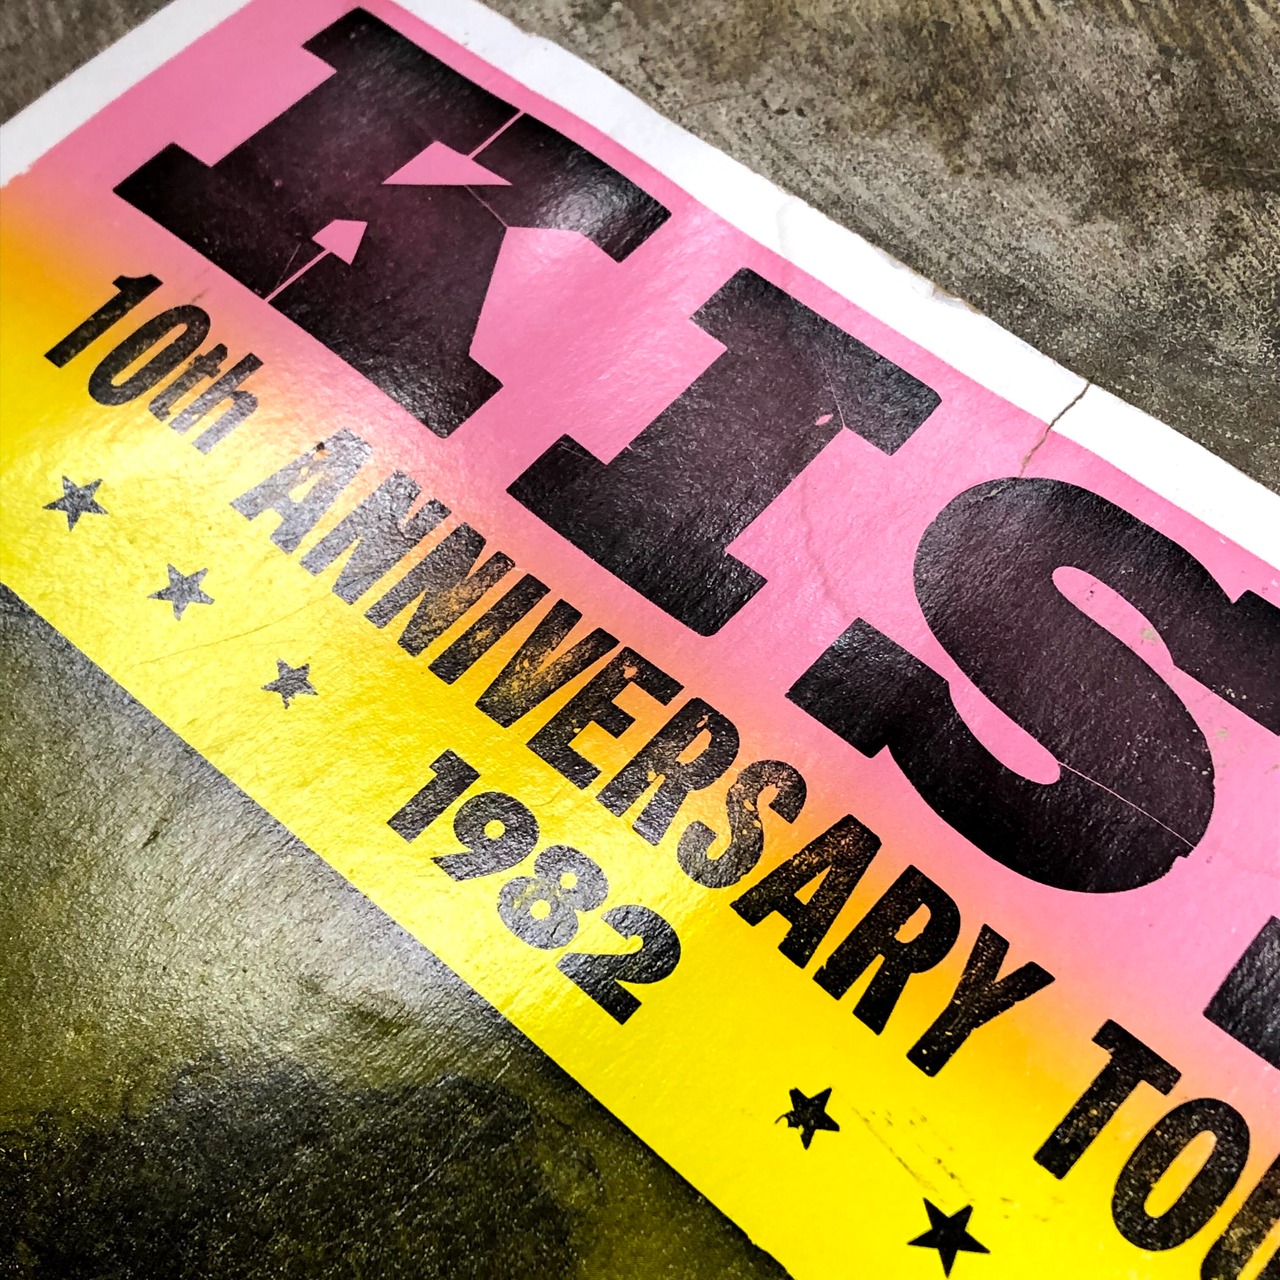 KISS
10th ANNIVERSARY TOU
★ ★ ★ 1982 ★ ★